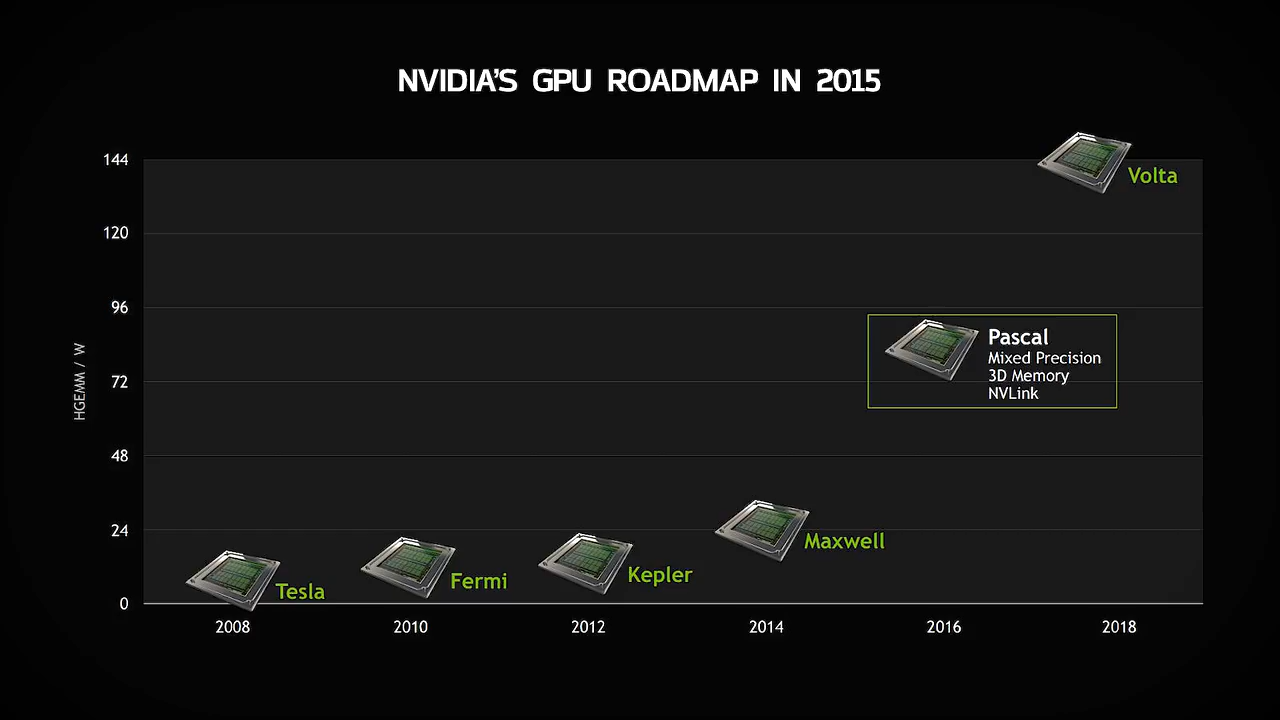 NVIDIA'S GPU ROADMAP IN 2015
144
120
96
72
48
24
0
HGEMM / W
Volta
Pascal
Mixed Precision
3D Memory
NVLink
Maxwell
Kepler
Fermi
Tesla
2008
2010
2012
2014
2016
2018